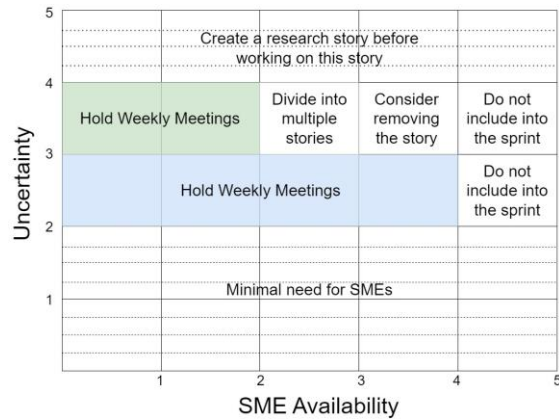 5
Create a research story before
working on this story
4
Hold Weekly Meetings
Divide into
multiple
stories
Consider
removing
the story
Do not
include into
the sprint
3
Hold Weekly Meetings
Do not
include into
the sprint
2
Minimal need for SMEs
1
Uncertainty
1 2 3 4 5
SME Availability